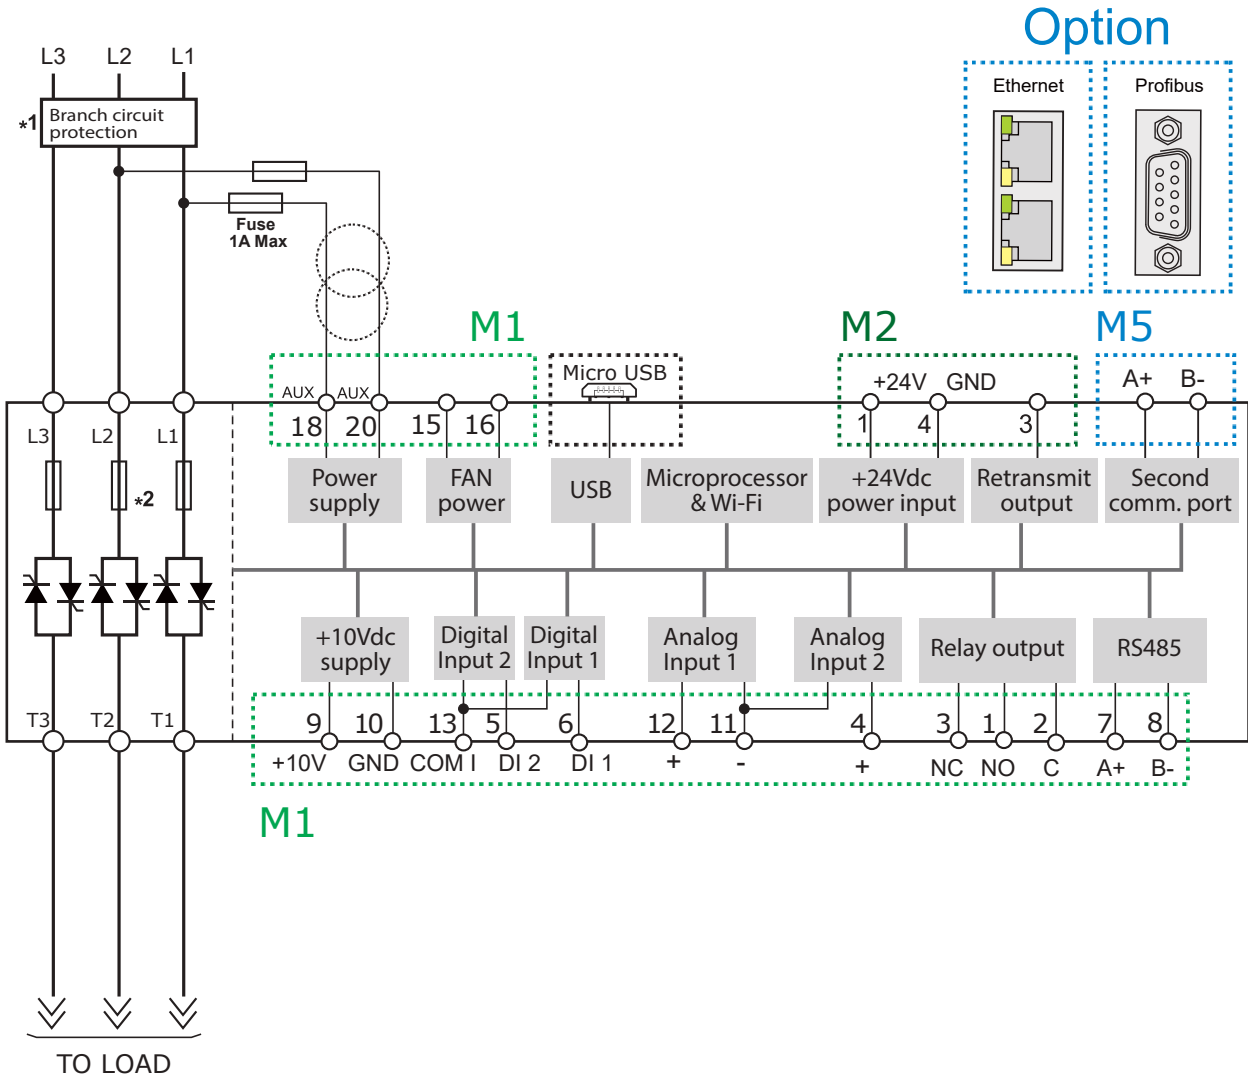 Option
Ethernet
Profibus
L3
L2
L1
*1
Branch circuit
protection
Fuse
1A Max
M1
M2
M5
AUX
AUX
Micro USB
+24V
GND
A+
B-
18
20
15
16
1
4
3
L3
L2
L1
*2
Power
supply
FAN
power
USB
Microprocessor
& Wi-Fi
+24Vdc
power input
Retransmit
output
Second
comm. port
+10Vdc
supply
Digital
Input 2
Digital
Input 1
Analog
Input 1
Analog
Input 2
Relay output
RS485
T3
T2
T1
9
10
13
5
6
12
11
4
3
1
2
7
8
+10V
GND
COM I
DI 2
DI 1
+
-
+
NC
NO
C
A+
B-
M1
TO LOAD